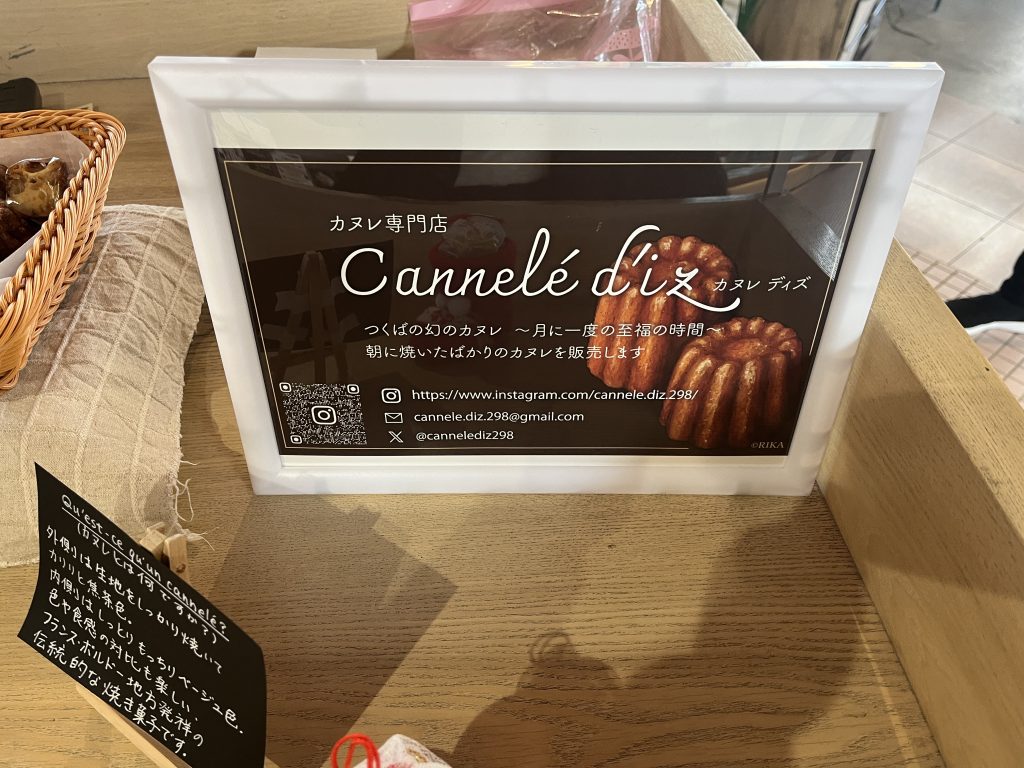 カヌレ専門店
Cannelé d'iz カヌレ ディズ
つくばの幻のカヌレ ～月に一度の至福の時間～
朝に焼いたばかりのカヌレを販売します
https://www.instagram.com/cannele.diz.298/
cannele.diz.298@gmail.com
@cannelediz298
©RIKA
Qu'est-ce qu'un cannelé?
(カヌレとは何ですか?)
外側は生地をしっかり焼いて
カリリと焦茶色。
内側はしっとりもっちりベージュ色。
色や食感の対比も楽しい、
フランス・ボルドー地方発祥の
伝統的な焼き菓子です。